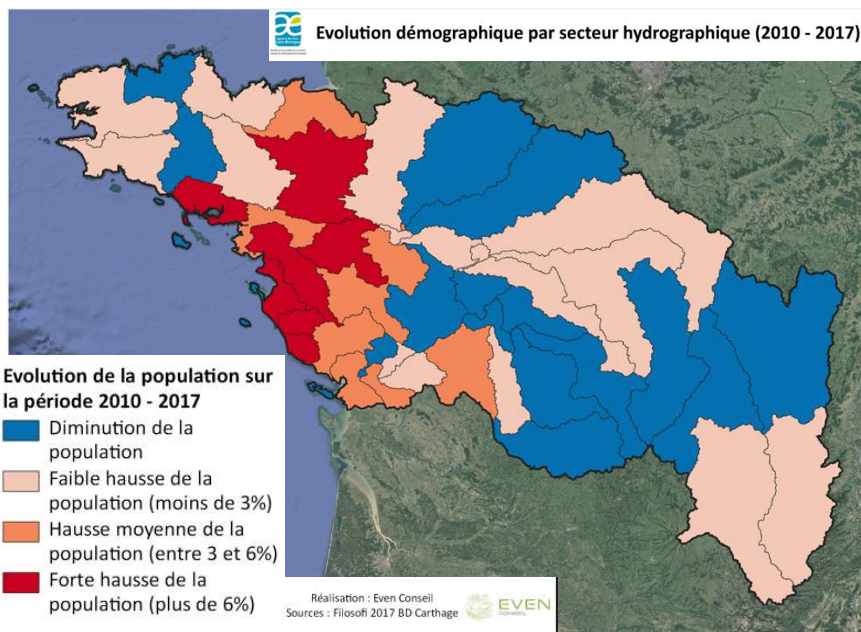 Evolution démographique par secteur hydrographique (2010 - 2017)
Evolution de la population sur
la période 2010 - 2017
Diminution de la
population
Faible hausse de la
population (moins de 3%)
Hausse moyenne de la
population (entre 3 et 6%)
Forte hausse de la
population (plus de 6%)
Réalisation : Even Conseil
Sources : Filosofi 2017 BD Carthage
EVEN
CONSEIL